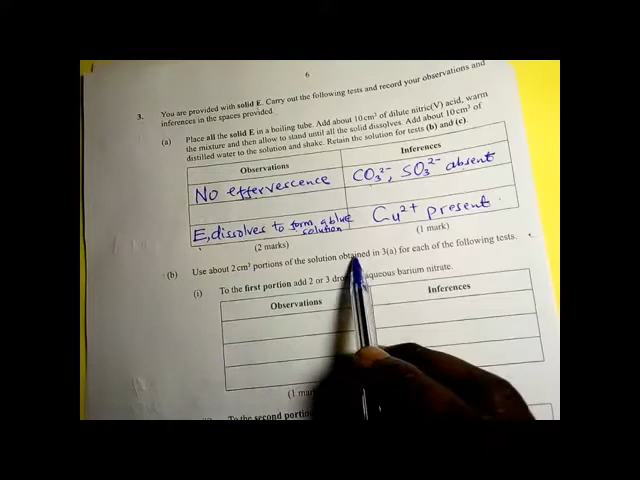 6
3. You are provided with solid E. Carry out the following tests and record your observations and
inferences in the spaces provided.
(a) Place all the solid E in a boiling tube. Add about 10 cm³ of dilute nitric(V) acid, warm
the mixture and then allow to stand until all the solid dissolves. Add about 10 cm³ of
distilled water to the solution and shake. Retain the solution for tests (b) and (c).
Observations Inferences
No effervescence CO₃²⁻, SO₃²⁻ absent
E, dissolves to form a blue solution Cu²⁺ present
(2 marks) (1 mark)
(b) Use about 2 cm³ portions of the solution obtained in 3(a) for each of the following tests.
(i) To the first portion add 2 or 3 aqueous barium nitrate.
Observations Inferences
(1 mark
To the second portion